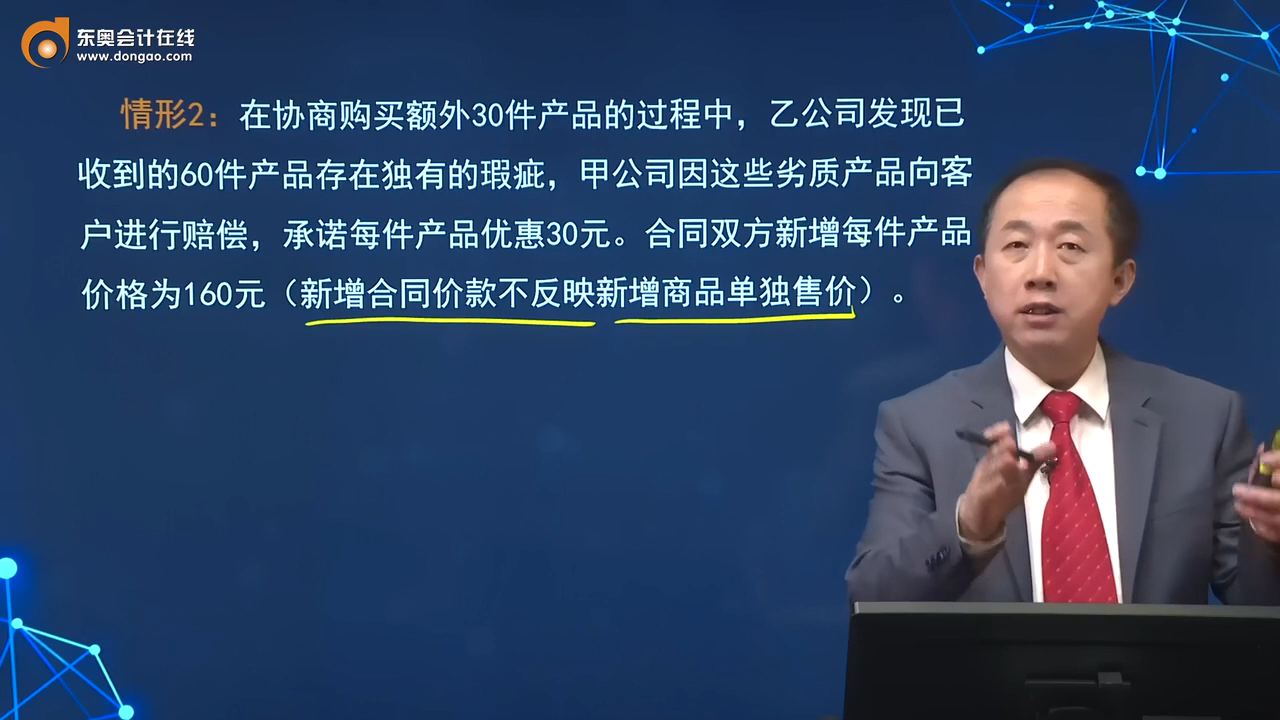 东奥会计在线
www.dongao.com
情形2：在协商购买额外30件产品的过程中，乙公司发现已
收到的60件产品存在独有的瑕疵，甲公司因这些劣质产品向客
户进行赔偿，承诺每件产品优惠30元。合同双方新增每件产品
价格为160元（新增合同价款不反映新增商品单独售价）。